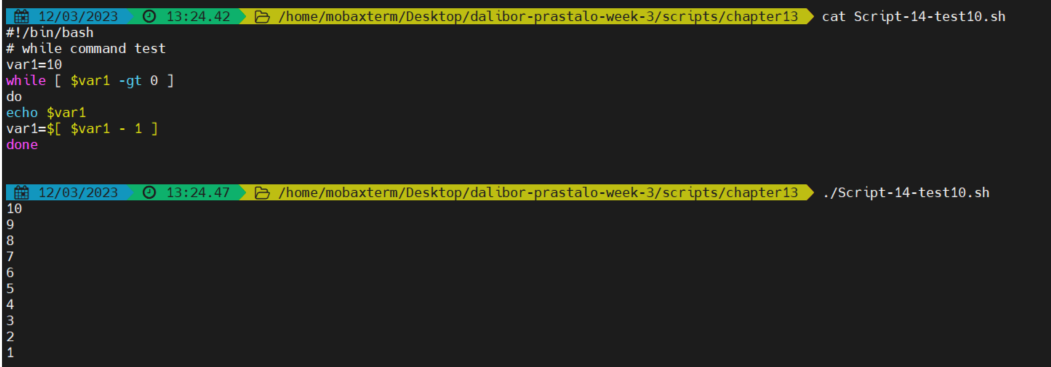 12/03/2023 13:24.42 /home/mobaxterm/Desktop/dalibor-prastalo-week-3/scripts/chapter13 cat Script-14-test10.sh
#!/bin/bash
# while command test
var1=10
while [ $var1 -gt 0 ]
do
echo $var1
var1=$[ $var1 - 1 ]
done
12/03/2023 13:24.47 /home/mobaxterm/Desktop/dalibor-prastalo-week-3/scripts/chapter13 ./Script-14-test10.sh
10
9
8
7
6
5
4
3
2
1